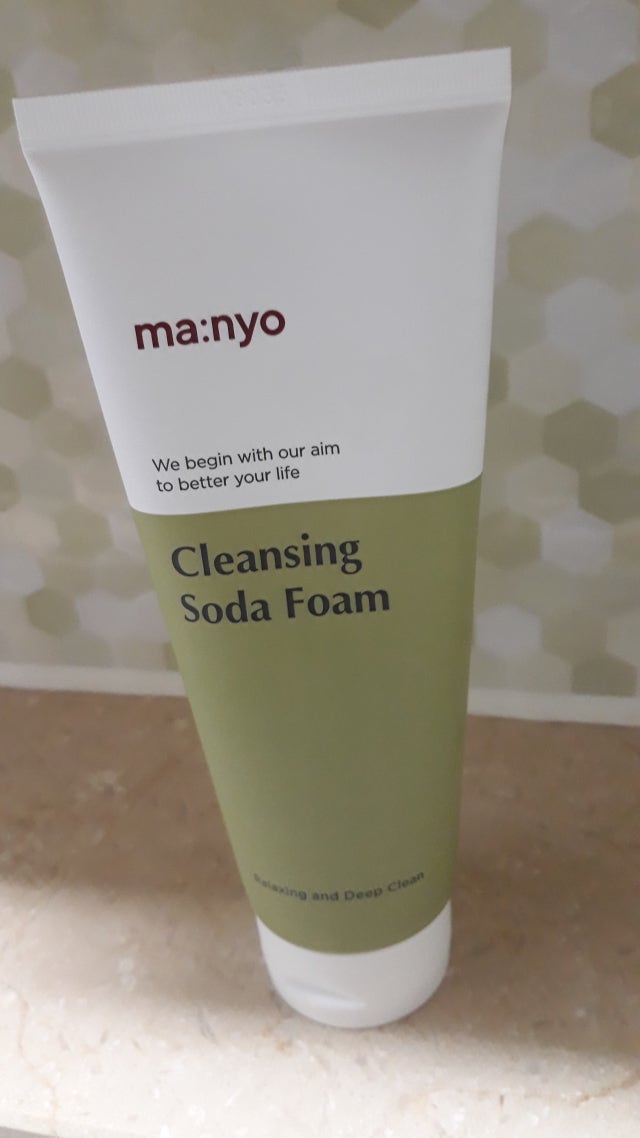 ma:nyo
We begin with our aim
to better your life
Cleansing
Soda Foam
Relaxing and Deep Clean